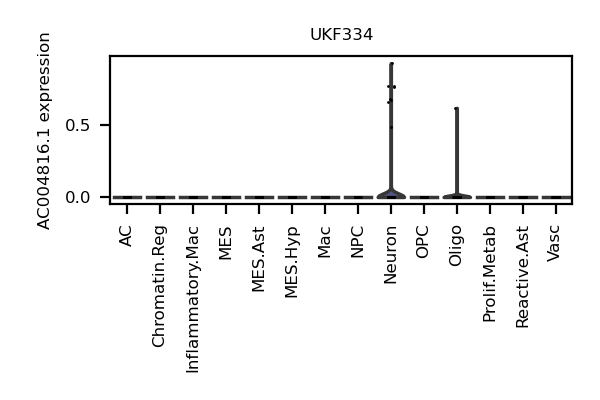 UKF334
AC004816.1 expression
0.5
0.0
AC
Chromatin.Reg
Inflammatory.Mac
MES
MES.Ast
MES.Hyp
Mac
NPC
Neuron
OPC
Oligo
Prolif.Metab
Reactive.Ast
Vasc